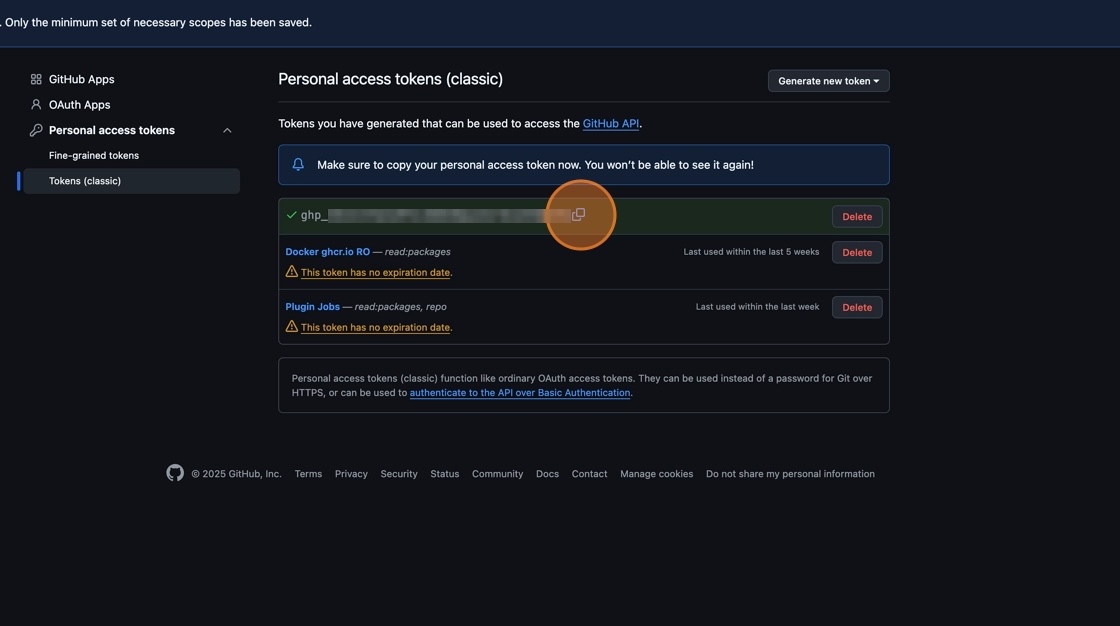 . Only the minimum set of necessary scopes has been saved.
GitHub Apps
OAuth Apps
Personal access tokens
Fine-grained tokens
Tokens (classic)
Personal access tokens (classic)
Generate new token
Tokens you have generated that can be used to access the GitHub API.
Make sure to copy your personal access token now. You won't be able to see it again!
ghp_
Delete
Docker ghcr.io RO — read:packages
Last used within the last 5 weeks
Delete
This token has no expiration date.
Plugin Jobs — read:packages, repo
Last used within the last week
Delete
This token has no expiration date.
Personal access tokens (classic) function like ordinary OAuth access tokens. They can be used instead of a password for Git over
HTTPS, or can be used to authenticate to the API over Basic Authentication.
© 2025 GitHub, Inc.
Terms
Privacy
Security
Status
Community
Docs
Contact
Manage cookies
Do not share my personal information